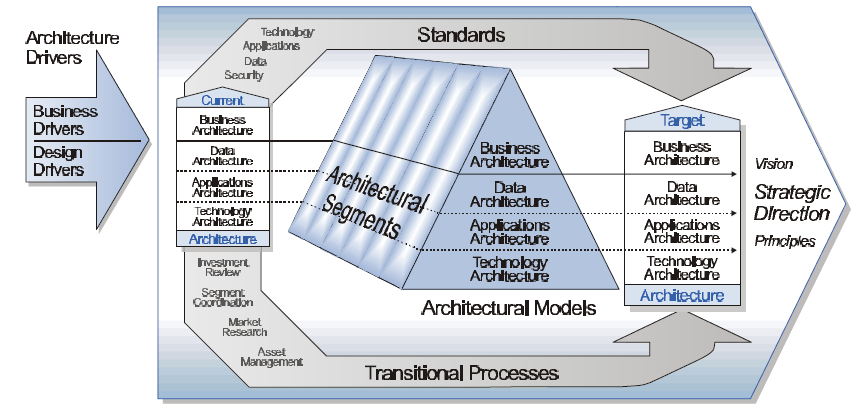 Architecture
Drivers
Business
Drivers
Design
Drivers
Technology
Applications
Data
Security
Standards
Current
Business
Architecture
Data
Architecture
Applications
Architecture
Technology
Architecture
Architecture
Investment
Review
Segment
Coordination
Market
Research
Asset
Management
Architectural
Segments
Business
Architecture
Data
Architecture
Applications
Architecture
Technology
Architecture
Architectural Models
Transitional Processes
Target
Business
Architecture
Data
Architecture
Applications
Architecture
Technology
Architecture
Architecture
Vision
Strategic
Direction
Principles